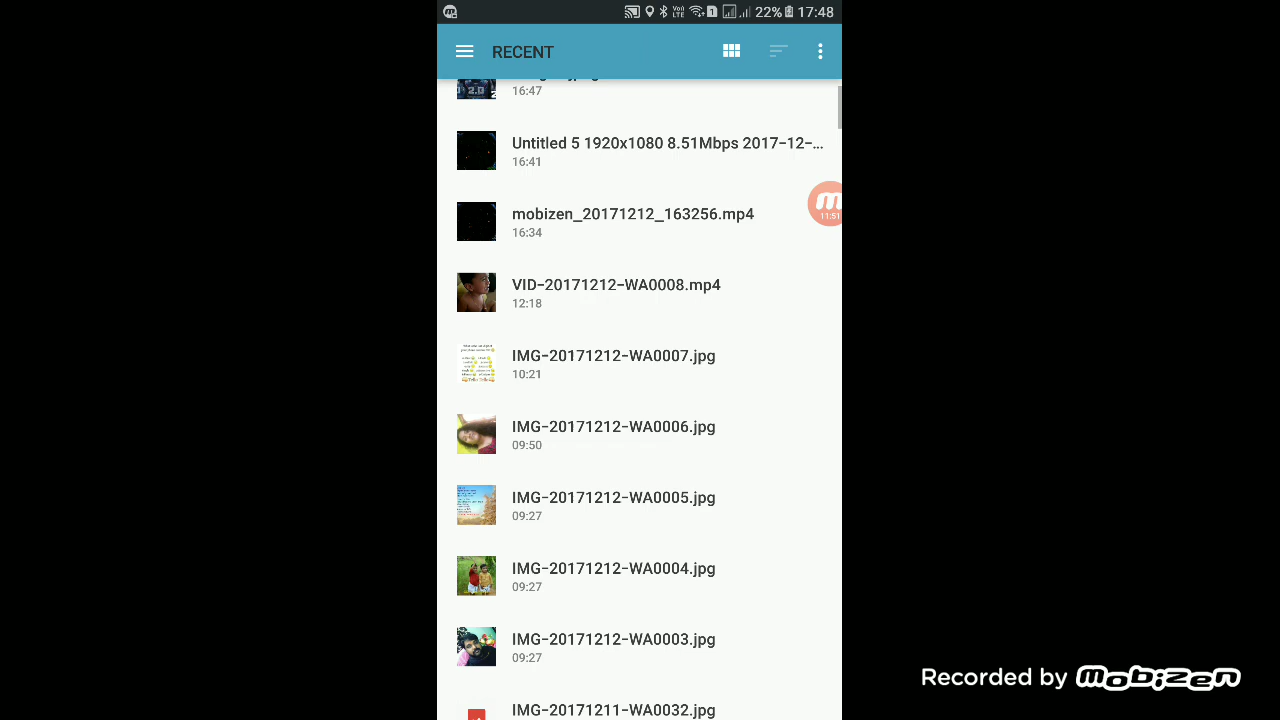 22% 17:48
RECENT
16:47
Untitled 5 1920x1080 8.51Mbps 2017-12-...
16:41
11:51
mobizen_20171212_163256.mp4
16:34
VID-20171212-WA0008.mp4
12:18
IMG-20171212-WA0007.jpg
10:21
IMG-20171212-WA0006.jpg
09:50
IMG-20171212-WA0005.jpg
09:27
IMG-20171212-WA0004.jpg
09:27
IMG-20171212-WA0003.jpg
09:27
IMG-20171211-WA0032.jpg
Recorded by mobizen